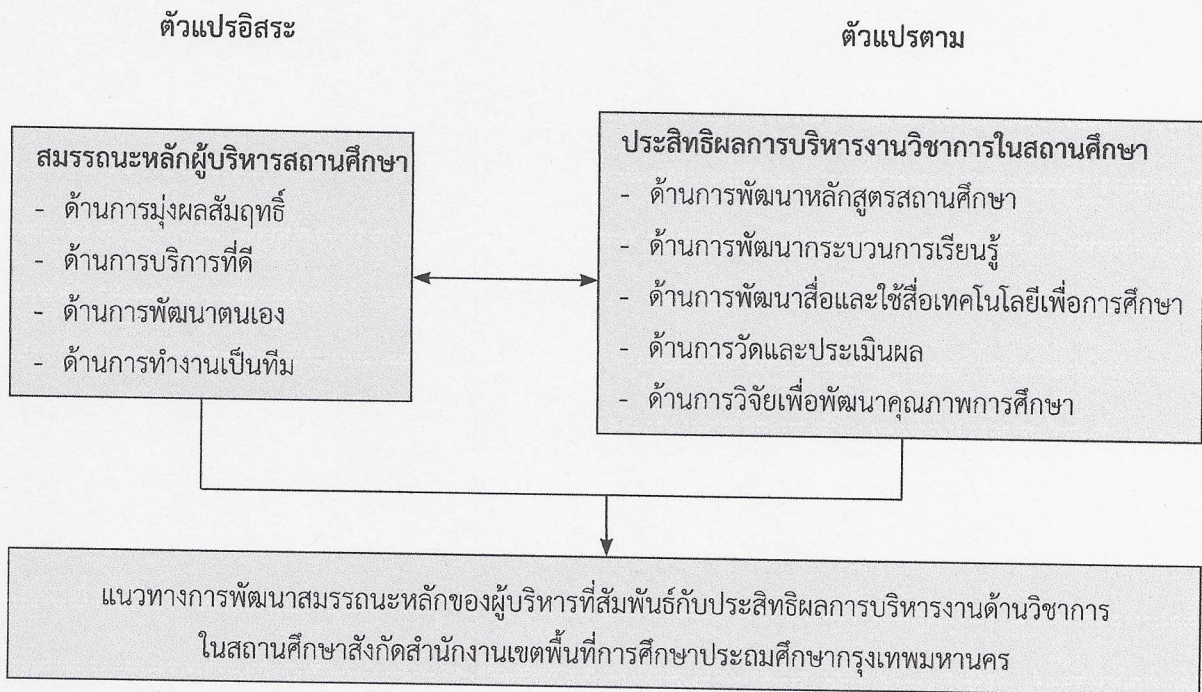 ตัวแปรอิสระ
ตัวแปรตาม
สมรรถนะหลักผู้บริหารสถานศึกษา
- ด้านการมุ่งผลสัมฤทธิ์
- ด้านการบริการที่ดี
- ด้านการพัฒนาตนเอง
- ด้านการทำงานเป็นทีม
ประสิทธิผลการบริหารงานวิชาการในสถานศึกษา
- ด้านการพัฒนาหลักสูตรสถานศึกษา
- ด้านการพัฒนากระบวนการเรียนรู้
- ด้านการพัฒนาสื่อและใช้สื่อเทคโนโลยีเพื่อการศึกษา
- ด้านการวัดและประเมินผล
- ด้านการวิจัยเพื่อพัฒนาคุณภาพการศึกษา
แนวทางการพัฒนาสมรรถนะหลักของผู้บริหารที่สัมพันธ์กับประสิทธิผลการบริหารงานด้านวิชาการ
ในสถานศึกษาสังกัดสำนักงานเขตพื้นที่การศึกษาประถมศึกษากรุงเทพมหานคร